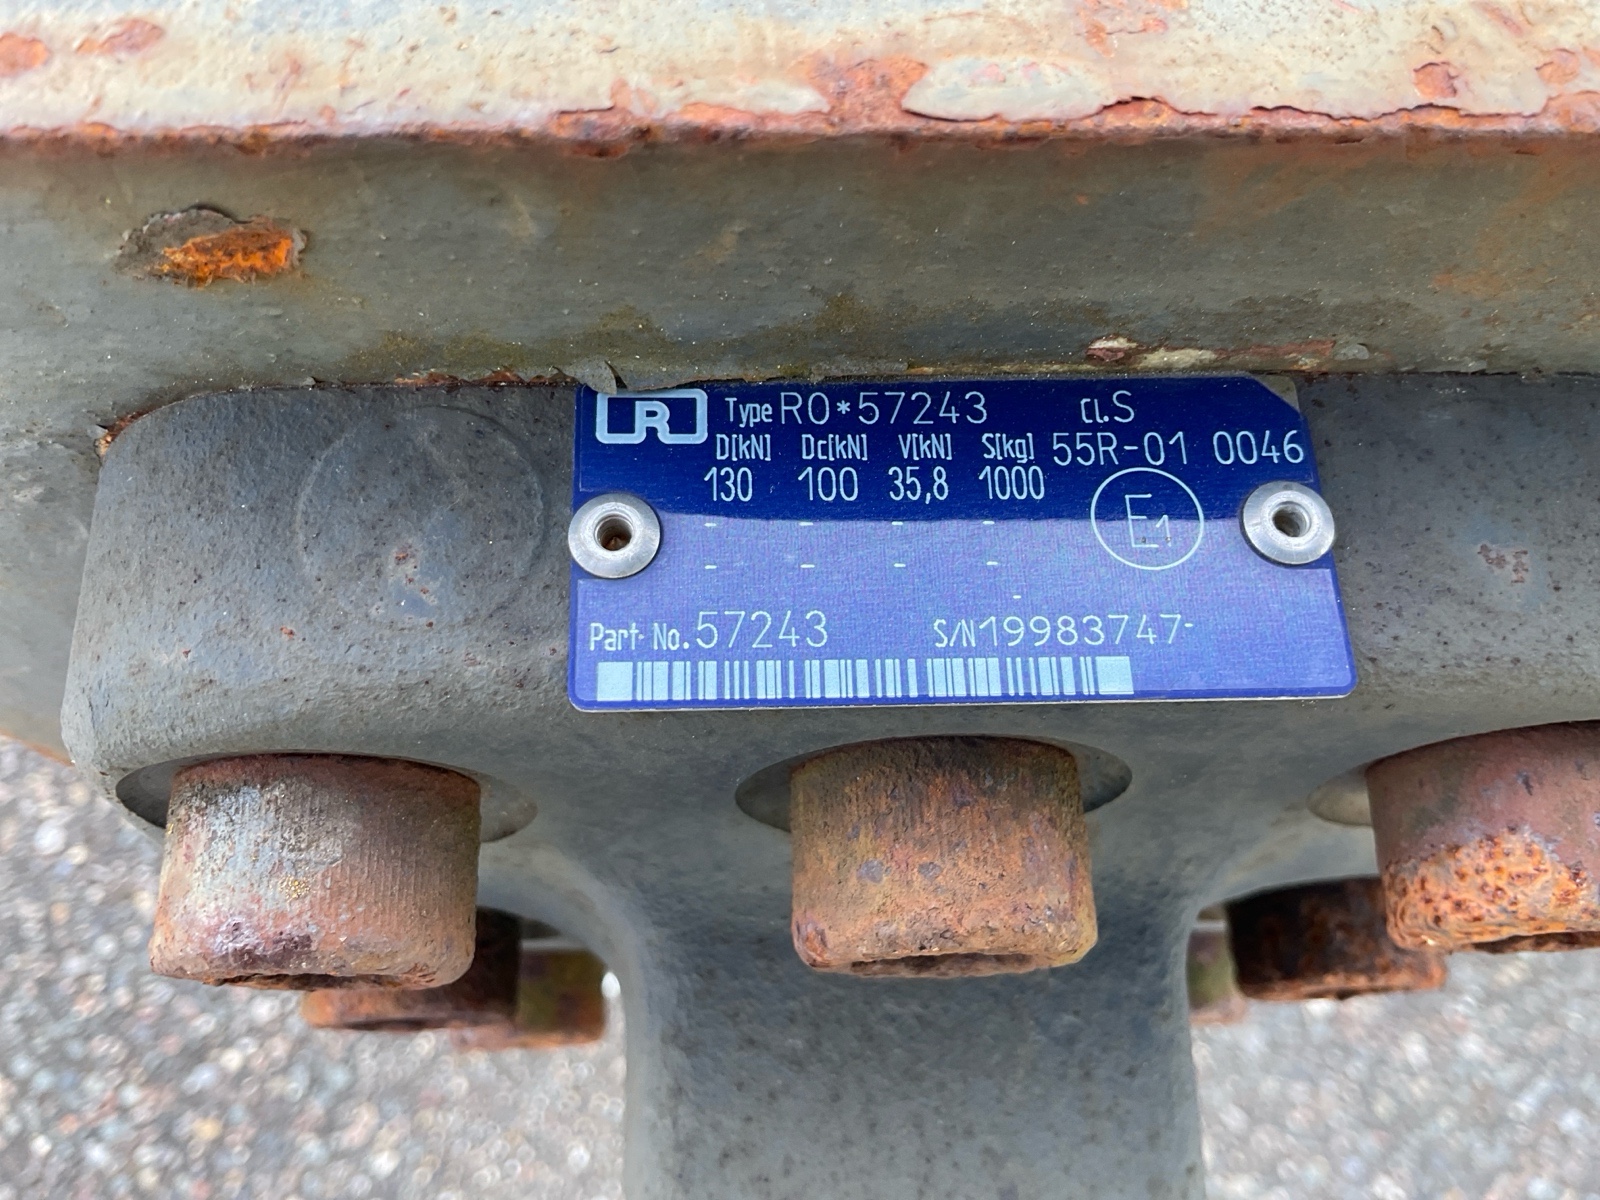 R Type RO*57243 Cl.S
D[kN] Dc[kN] V[kN] S[kg] 55R-01 0046
130 100 35,8 1000
E1
- - - -
- - - -
-
Part-No. 57243 S/N 19983747-